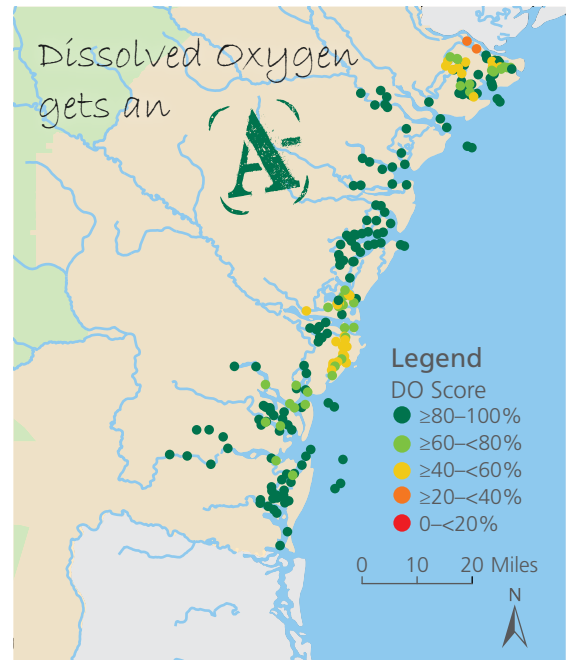 Dissolved Oxygen
gets an
A-
Legend
DO Score
≥80–100%
≥60–<80%
≥40–<60%
≥20–<40%
0–<20%
0 10 20 Miles
N